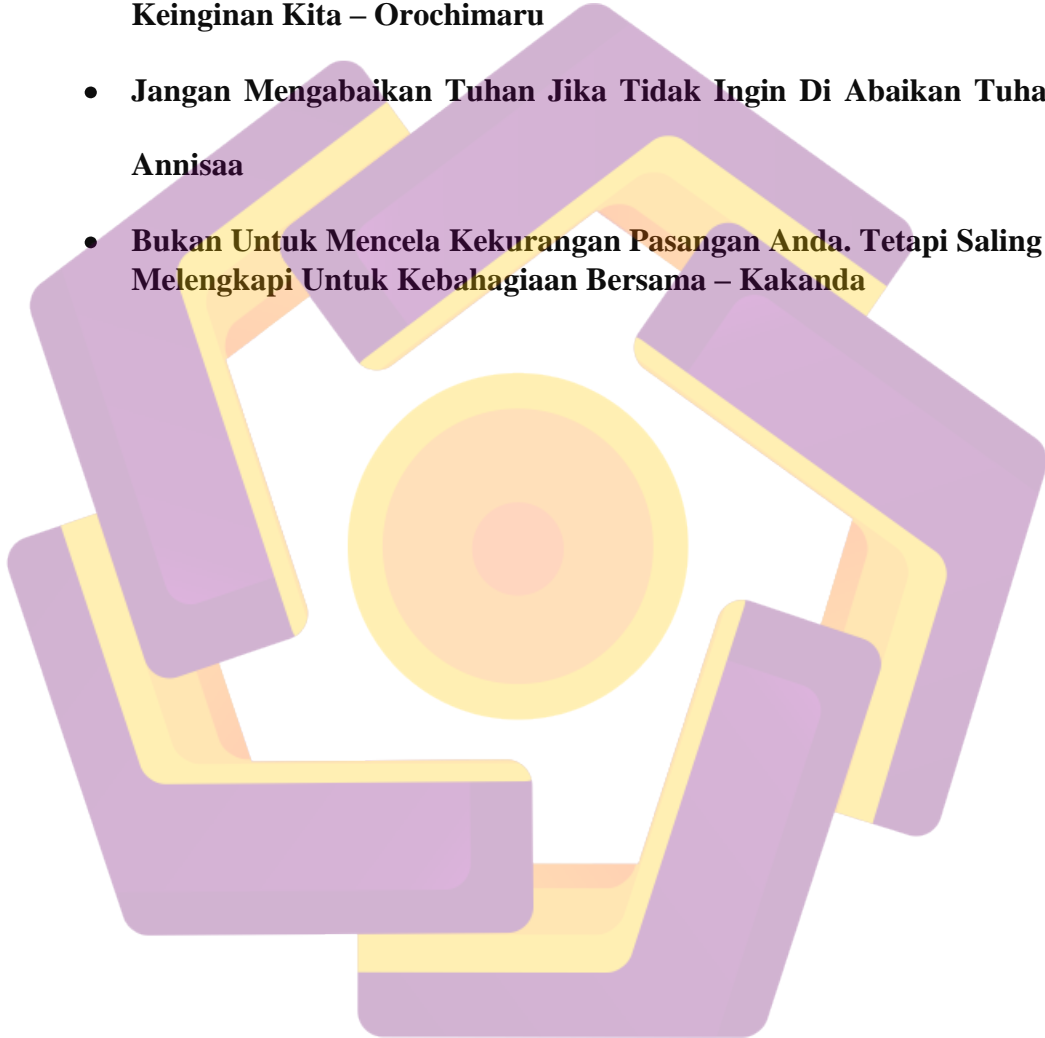 Keinginan Kita – Orochimaru
• Jangan Mengabaikan Tuhan Jika Tidak Ingin Di Abaikan
Annisaa
• Bukan Untuk Mencela Kekurangan Pasangan Anda. Tetapi Saling
Melengkapi Untuk Kebahagiaan Bersama – Kakanda